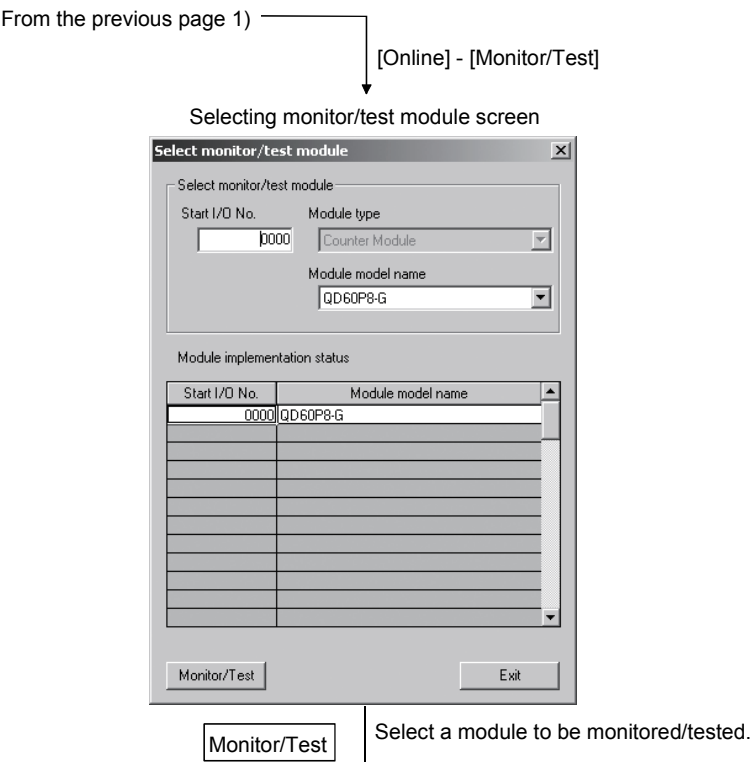 From the previous page 1)
[Online] - [Monitor/Test]
Selecting monitor/test module screen
Select monitor/test module
Select monitor/test module
Start I/O No.
Module type
0000
Counter Module
Module model name
QD60P8-G
Module implementation status
Start I/O No.
Module model name
0000
QD60P8-G
Monitor/Test
Exit
Monitor/Test
Select a module to be monitored/tested.